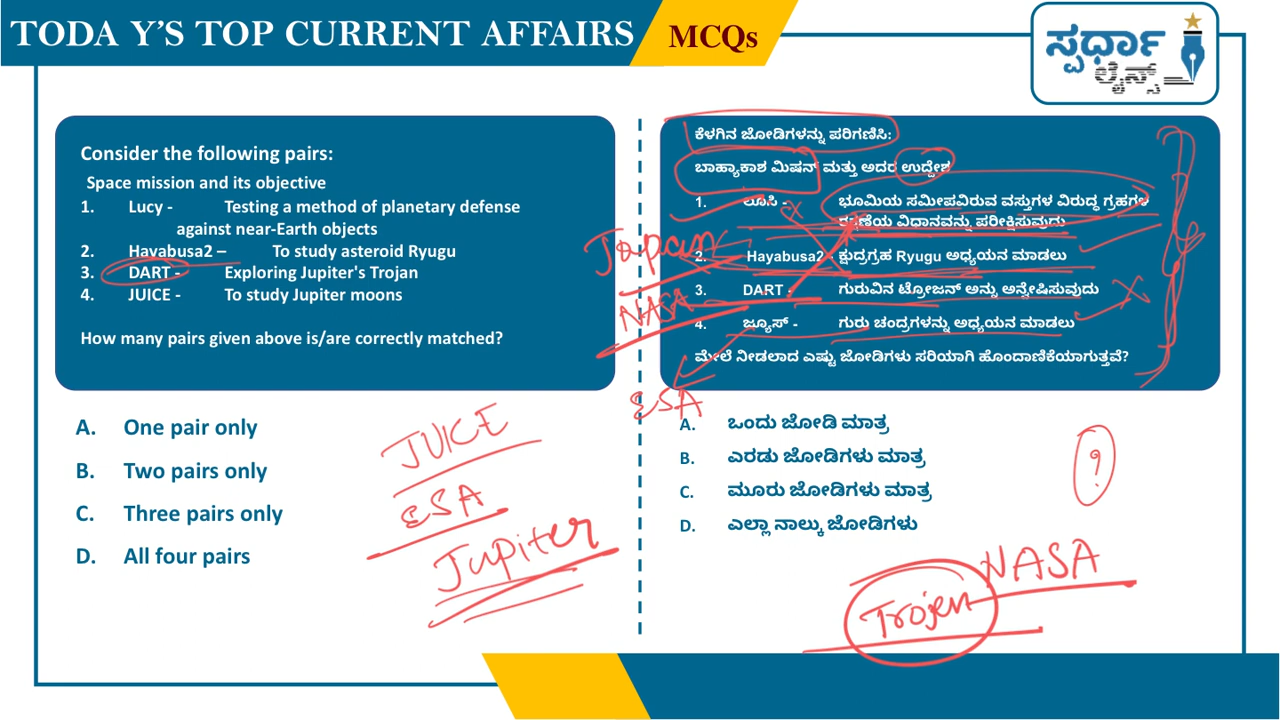 TODA Y'S TOP CURRENT AFFAIRS
MCQs
ಸ್ಪರ್ಧಾ
ಲೈನ್ಸ್
Consider the following pairs:
Space mission and its objective
1. Lucy - Testing a method of planetary defense
against near-Earth objects
2. Hayabusa2 – To study asteroid Ryugu
3. DART - Exploring Jupiter's Trojan
4. JUICE - To study Jupiter moons
How many pairs given above is/are correctly matched?
A. One pair only
B. Two pairs only
C. Three pairs only
D. All four pairs
JUICE
ESA
Jupiter
ಕೆಳಗಿನ ಜೋಡಿಗಳನ್ನು ಪರಿಗಣಿಸಿ:
ಬಾಹ್ಯಾಕಾಶ ಮಿಷನ್ ಮತ್ತು ಅದರ ಉದ್ದೇಶ
1. ಲೂಸಿ - ಭೂಮಿಯ ಸಮೀಪವಿರುವ ವಸ್ತುಗಳ ವಿರುದ್ಧ ಗ್ರಹಗಳ
ರಕ್ಷಣೆಯ ವಿಧಾನವನ್ನು ಪರೀಕ್ಷಿಸುವುದು
2. Hayabusa2 - ಕ್ಷುದ್ರಗ್ರಹ Ryugu ಅಧ್ಯಯನ ಮಾಡಲು
3. DART - ಗುರುವಿನ ಟ್ರೋಜನ್ ಅನ್ನು ಅನ್ವೇಷಿಸುವುದು
4. ಜ್ಯೂಸ್ - ಗುರು ಚಂದ್ರಗಳನ್ನು ಅಧ್ಯಯನ ಮಾಡಲು
ಮೇಲೆ ನೀಡಲಾದ ಎಷ್ಟು ಜೋಡಿಗಳು ಸರಿಯಾಗಿ ಹೊಂದಾಣಿಕೆಯಾಗುತ್ತವೆ?
Japan
NASA
ESA
A. ಒಂದು ಜೋಡಿ ಮಾತ್ರ
B. ಎರಡು ಜೋಡಿಗಳು ಮಾತ್ರ
C. ಮೂರು ಜೋಡಿಗಳು ಮಾತ್ರ
D. ಎಲ್ಲಾ ನಾಲ್ಕು ಜೋಡಿಗಳು
?
NASA
Trojen